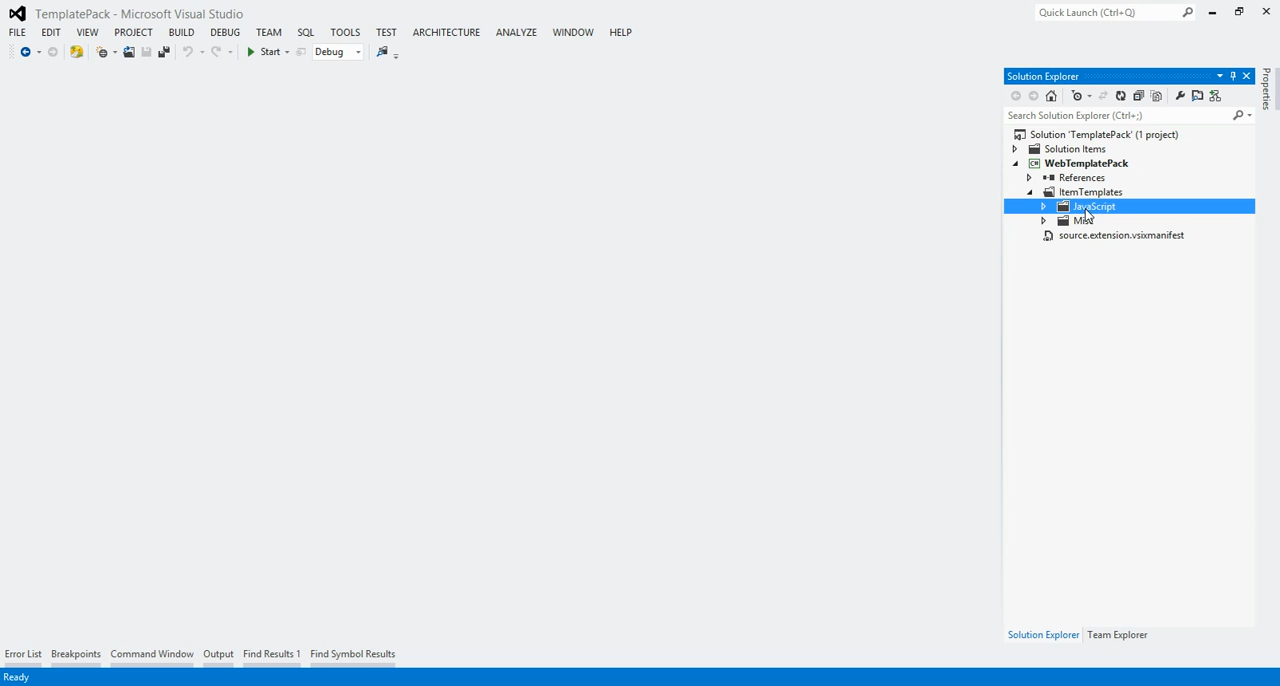 TemplatePack - Microsoft Visual Studio
Quick Launch (Ctrl+Q)
FILE EDIT VIEW PROJECT BUILD DEBUG TEAM SQL TOOLS TEST ARCHITECTURE ANALYZE WINDOW HELP
Start Debug
Solution Explorer
Properties
Search Solution Explorer (Ctrl+;)
Solution 'TemplatePack' (1 project)
Solution Items
C# WebTemplatePack
References
ItemTemplates
JavaScript
Misc
source.extension.vsixmanifest
Solution Explorer Team Explorer
Error List Breakpoints Command Window Output Find Results 1 Find Symbol Results
Ready